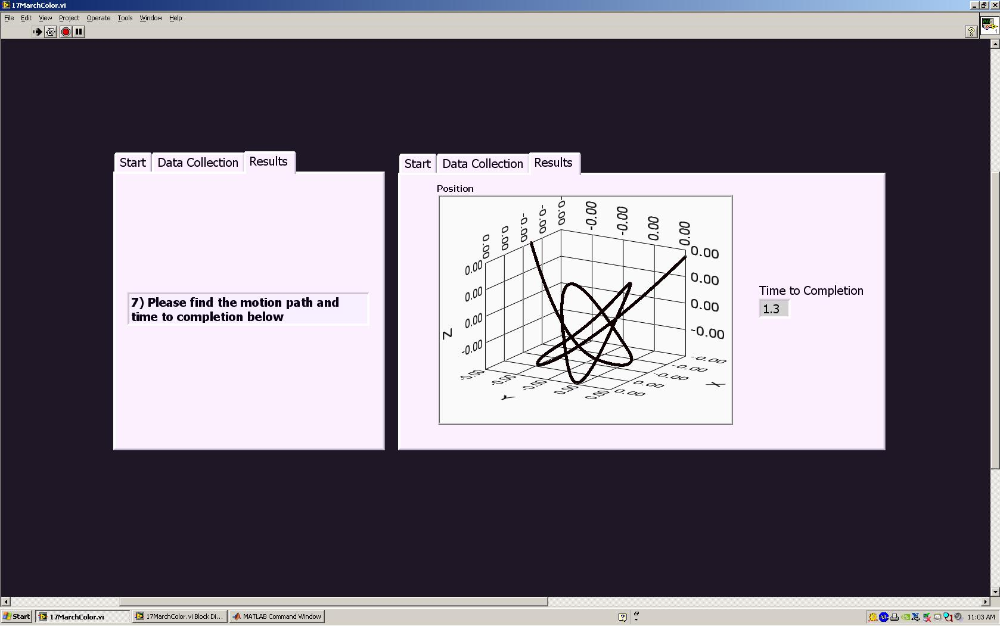 17MarchColor.vi
File Edit View Project Operate Tools Window Help
1
Start Data Collection Results
Start Data Collection Results
7) Please find the motion path and
time to completion below
Position
0.00 0.00 -0.00 -0.00 -0.00 -0.00 -0.00 0.00 0.00
0.00
0.00
0.00
-0.00
0.00
0.00
0.00
-0.00
Z
-0.00 -0.00 -0.00 0.00 0.00
Y
-0.00
-0.00
-0.00
0.00
0.00
X
Time to Completion
1.3
Start 17MarchColor.vi 17MarchColor.vi Block Di... MATLAB Command Window 11:03 AM